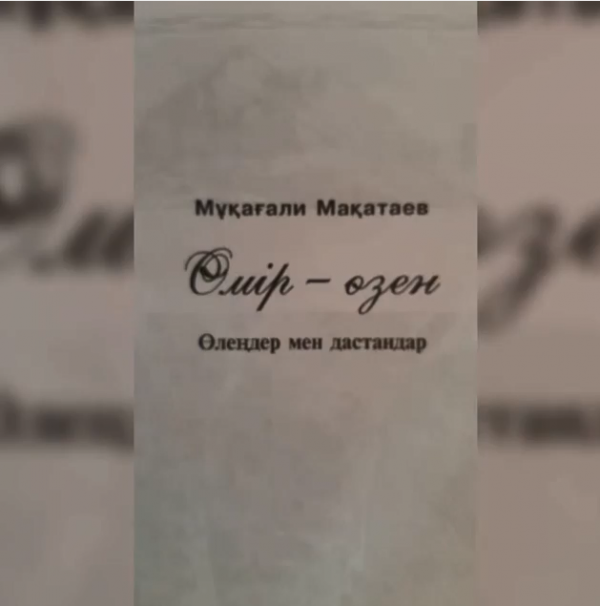 Мұқағали Мақатаев
Өмір – өзен
Өлеңдер мен дастандар